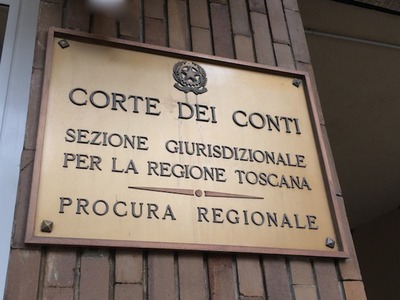 CORTE DEI CONTI
SEZIONE GIURISDIZIONALE
PER LA REGIONE TOSCANA
PROCURA REGIONALE